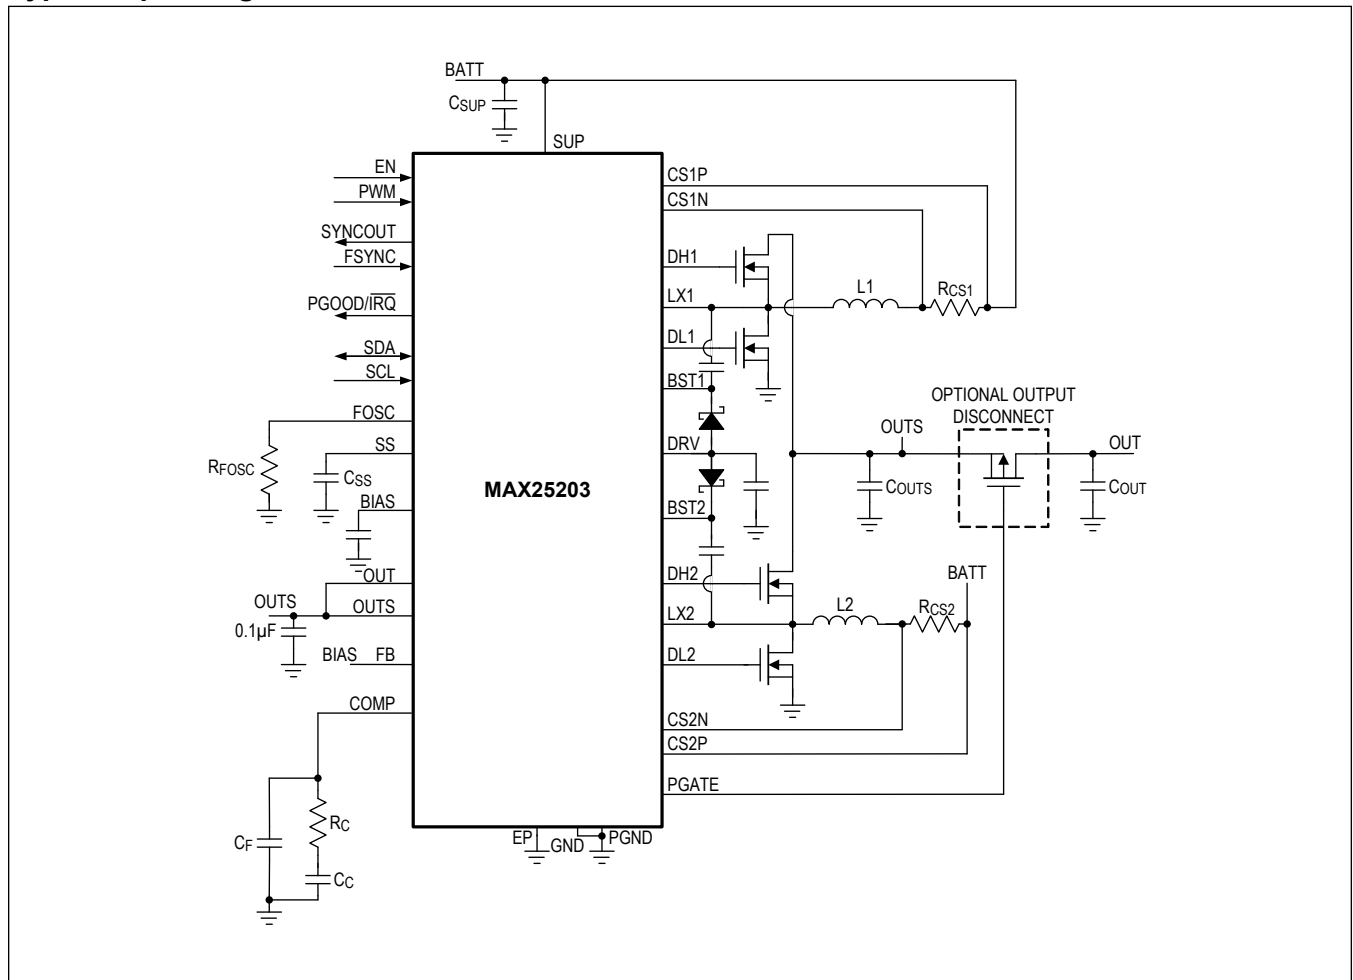 BATT
CSUP
SUP
EN
PWM
SYNCOUT
FSYNC
PGOOD/IRQ
SDA
SCL
FOSC
RFOSC
SS
CSS
BIAS
OUT
OUTS
OUTS
0.1µF
BIAS FB
COMP
RC
CF
CC
MAX25203
EP
GND
PGND
CS1P
CS1N
DH1
LX1
L1
RCS1
DL1
BST1
DRV
BST2
OPTIONAL OUTPUT
DISCONNECT
OUTS
OUT
COUTS
COUT
DH2
BATT
LX2
L2
RCS2
DL2
CS2N
CS2P
PGATE